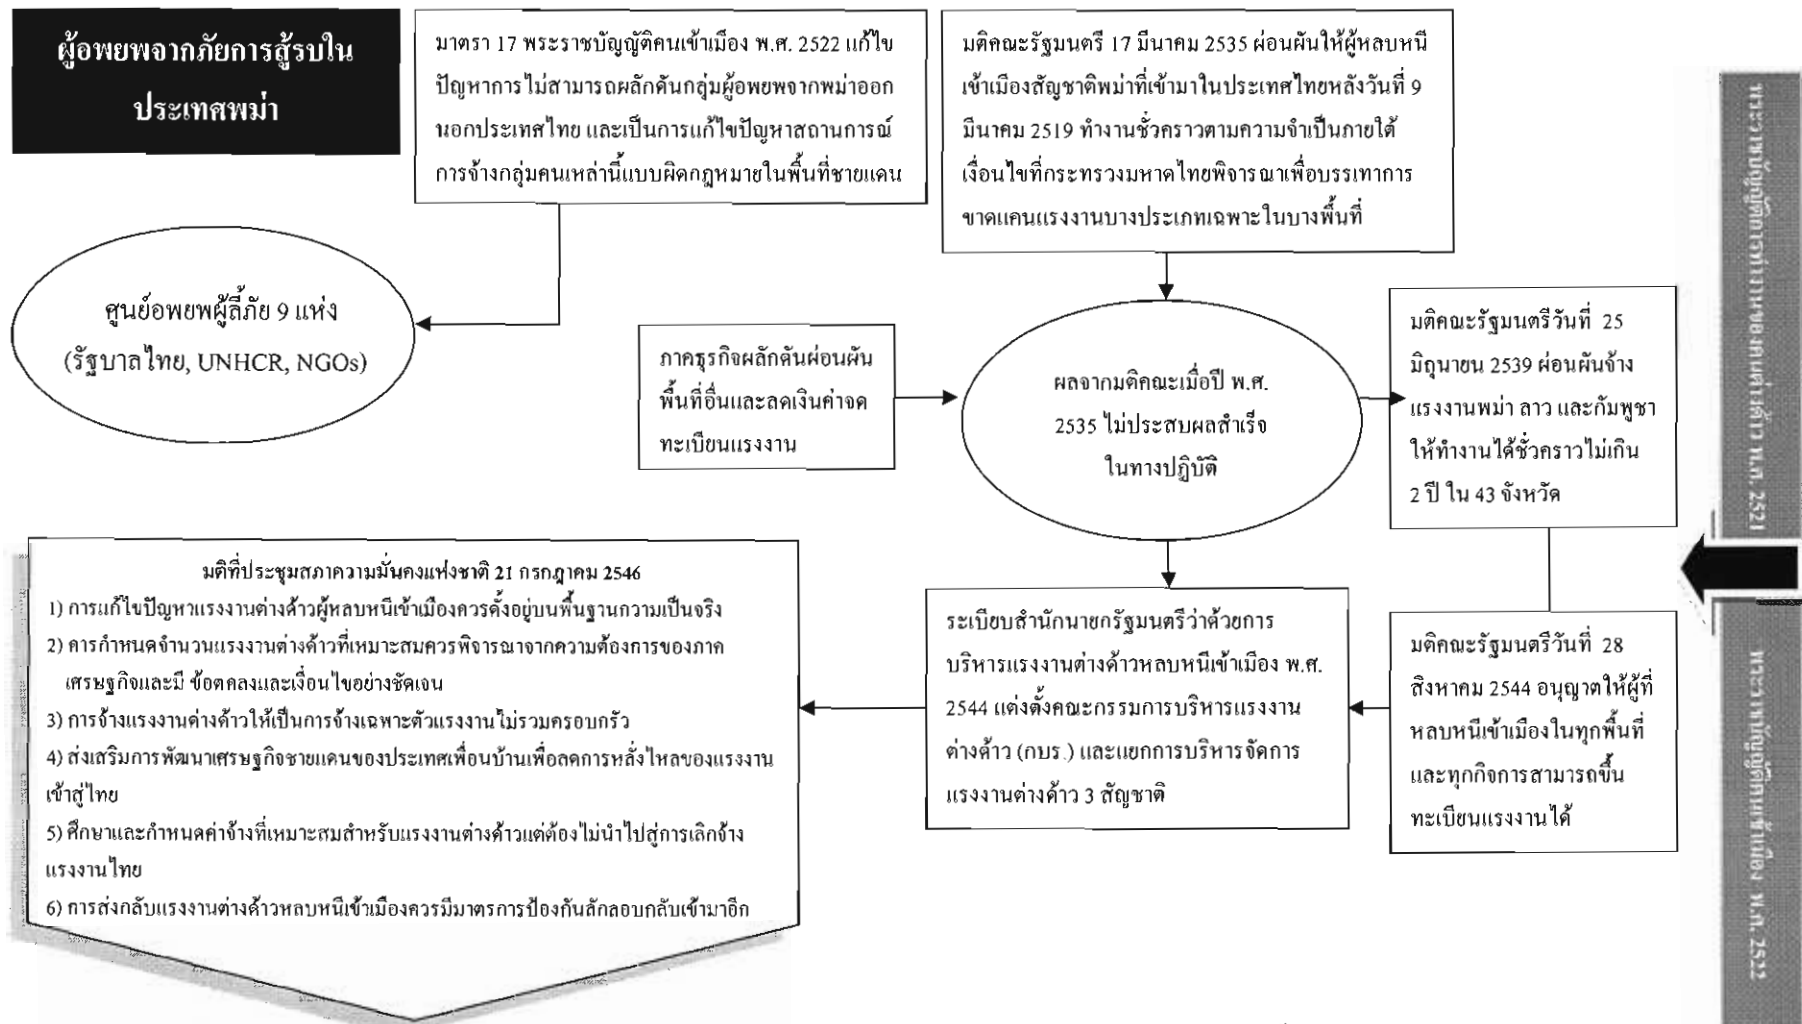 ผู้อพยพจากภัยการสู้รบใน
ประเทศพม่า
มาตรา 17 พระราชบัญญัติคนเข้าเมือง พ.ศ. 2522 แก้ไข
ปัญหาการไม่สามารถผลักดันกลุ่มผู้อพยพจากพม่าออก
นอกประเทศไทย และเป็นการแก้ไขปัญหาสถานการณ์
การจ้างกลุ่มคนเหล่านี้แบบผิดกฎหมายในพื้นที่ชายแดน
มติคณะรัฐมนตรี 17 มีนาคม 2535 ผ่อนผันให้ผู้หลบหนี
เข้าเมืองสัญชาติพม่าที่เข้ามาในประเทศไทยหลังวันที่ 9
มีนาคม 2519 ทำงานชั่วคราวตามความจำเป็นภายใต้
เงื่อนไขที่กระทรวงมหาดไทยพิจารณาเพื่อบรรเทาการ
ขาดแคนแรงงานบางประเภทเฉพาะในบางพื้นที่
ศูนย์อพยพผู้ลี้ภัย 9 แห่ง
(รัฐบาลไทย, UNHCR, NGOs)
ภาคธุรกิจผลักดันผ่อนผัน
พื้นที่อื่นและลดเงินค่าจด
ทะเบียนแรงงาน
ผลจากมติคณะเมื่อปี พ.ศ.
2535 ไม่ประสบผลสำเร็จ
ในทางปฏิบัติ
มติคณะรัฐมนตรีวันที่ 25
มิถุนายน 2539 ผ่อนผันจ้าง
แรงงานพม่า ลาว และกัมพูชา
ให้ทำงานได้ชั่วคราวไม่เกิน
2 ปี ใน 43 จังหวัด
พระราชบัญญัติการทำงานของคนต่างด้าว พ.ศ. 2521
มติที่ประชุมสภาความมั่นคงแห่งชาติ 21 กรกฎาคม 2546
1) การแก้ไขปัญหาแรงงานต่างด้าวผู้หลบหนีเข้าเมืองควรตั้งอยู่บนพื้นฐานความเป็นจริง
2) การกำหนดจำนวนแรงงานต่างด้าวที่เหมาะสมควรพิจารณาจากความต้องการของภาค
เศรษฐกิจและมี ข้อตกลงและเงื่อนไขอย่างชัดเจน
3) การจ้างแรงงานต่างด้าวให้เป็นการจ้างเฉพาะตัวแรงงานไม่รวมครอบครัว
4) ส่งเสริมการพัฒนาเศรษฐกิจชายแดนของประเทศเพื่อนบ้านเพื่อลดการหลั่งไหลของแรงงาน
เข้าสู่ไทย
5) ศึกษาและกำหนดค่าจ้างที่เหมาะสมสำหรับแรงงานต่างด้าวแต่ต้องไม่นำไปสู่การเลิกจ้าง
แรงงานไทย
6) การส่งกลับแรงงานต่างด้าวหลบหนีเข้าเมืองควรมีมาตรการป้องกันลักลอบกลับเข้ามาอีก
ระเบียบสำนักนายกรัฐมนตรีว่าด้วยการ
บริหารแรงงานต่างด้าวหลบหนีเข้าเมือง พ.ศ.
2544 แต่งตั้งคณะกรรมการบริหารแรงงาน
ต่างด้าว (กบร.) และแยกการบริหารจัดการ
แรงงานต่างด้าว 3 สัญชาติ
มติคณะรัฐมนตรีวันที่ 28
สิงหาคม 2544 อนุญาตให้ผู้ที่
หลบหนีเข้าเมืองในทุกพื้นที่
และทุกกิจการสามารถขึ้น
ทะเบียนแรงงานได้
พระราชบัญญัติคนเข้าเมือง พ.ศ. 2522